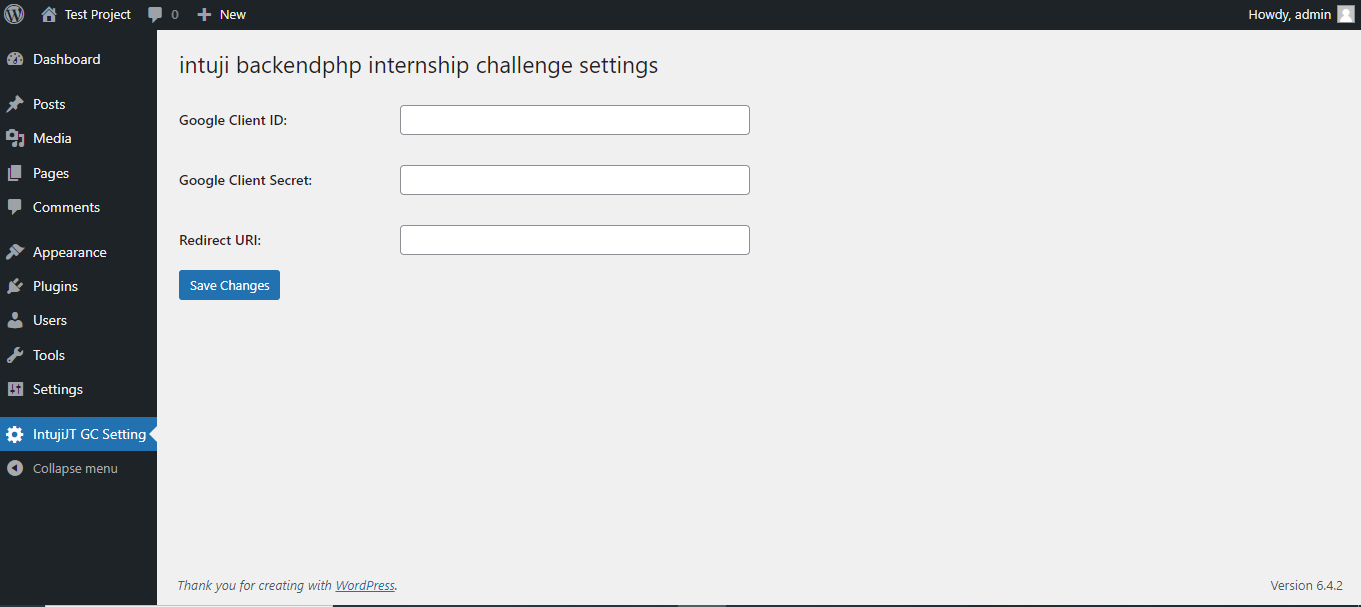 Test Project 0 New Howdy, admin
Dashboard
Posts
Media
Pages
Comments
Appearance
Plugins
Users
Tools
Settings
IntujiJT GC Setting
Collapse menu
intuji backendphp internship challenge settings
Google Client ID:
Google Client Secret:
Redirect URI:
Save Changes
Thank you for creating with WordPress. Version 6.4.2